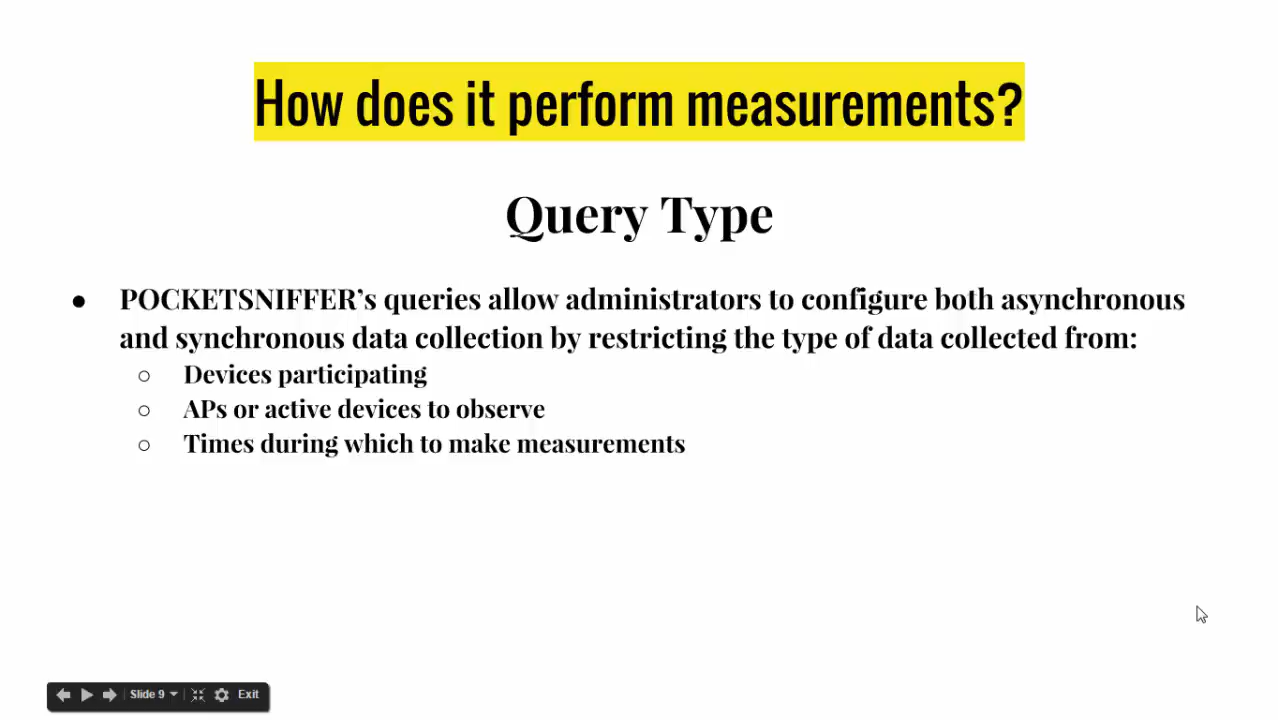 How does it perform measurements?
Query Type
● POCKETSNIFFER’s queries allow administrators to configure both asynchronous
and synchronous data collection by restricting the type of data collected from:
○ Devices participating
○ APs or active devices to observe
○ Times during which to make measurements
Slide 9 Exit